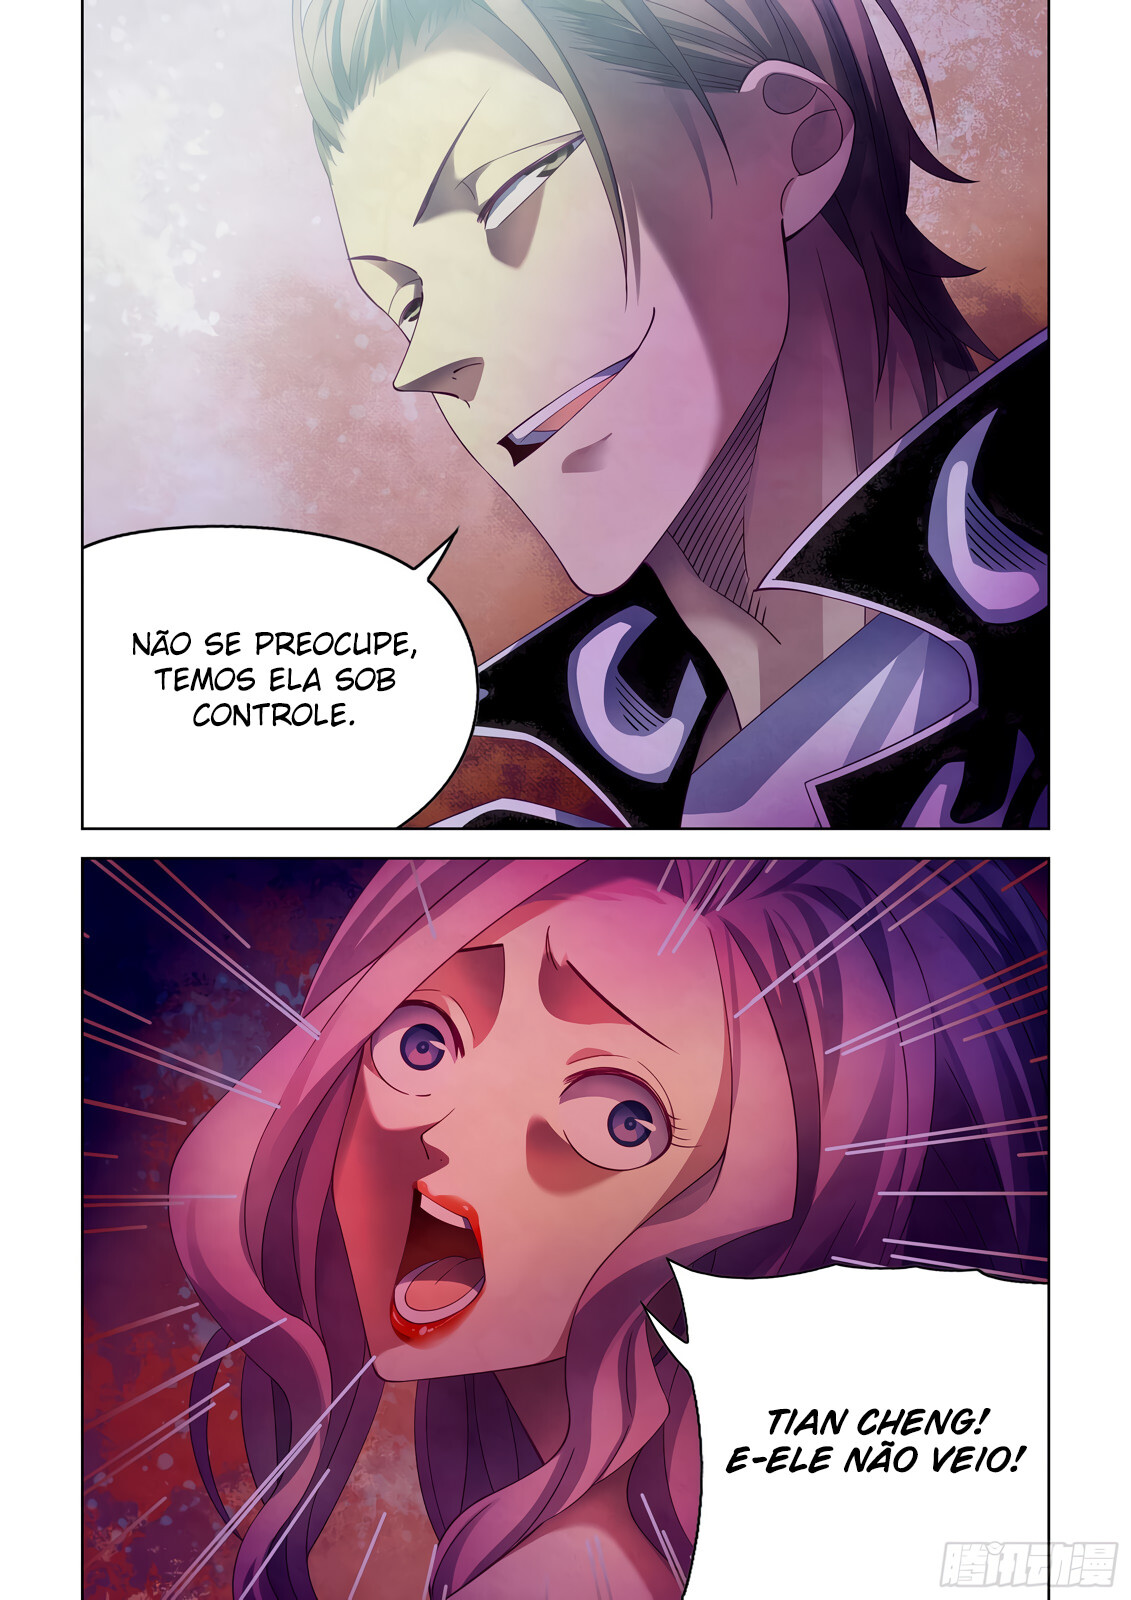 NÃO SE PREOCUPE,
TEMOS ELA SOB
CONTROLE.
TIAN CHENG!
E-ELE NÃO VEIO!
腾讯动漫